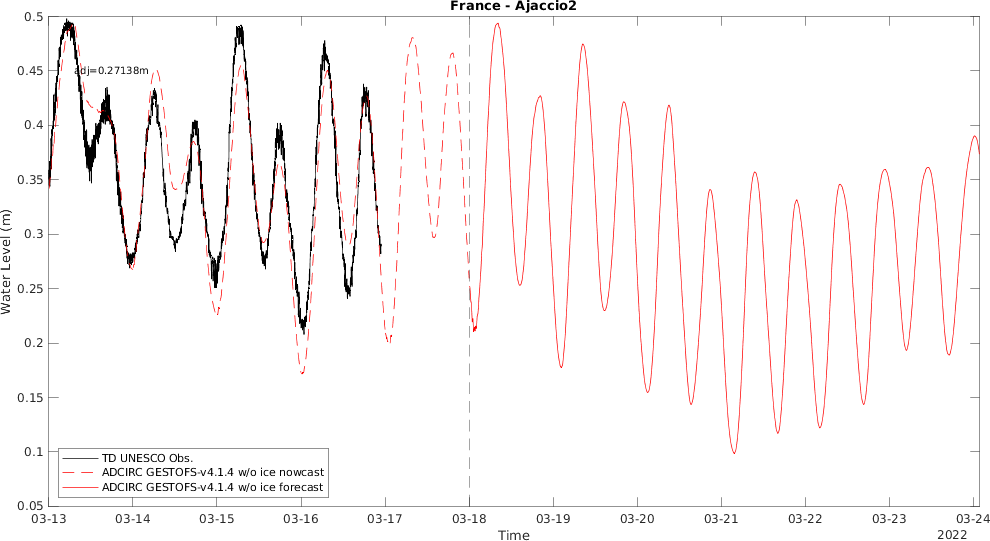 France - Ajaccio2
0.5
0.45
0.4
0.35
0.3
0.25
0.2
0.15
0.1
0.05
Water Level (m)
adj=0.27138m
TD UNESCO Obs.
ADCIRC GESTOFS-v4.1.4 w/o ice nowcast
ADCIRC GESTOFS-v4.1.4 w/o ice forecast
03-13 03-14 03-15 03-16 03-17 03-18 03-19 03-20 03-21 03-22 03-23 03-24
Time
2022